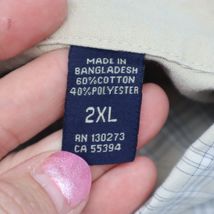 MADE IN
BANGLADESH
60%COTTON
40%POLYESTER
2XL
RN 130273
CA 55394